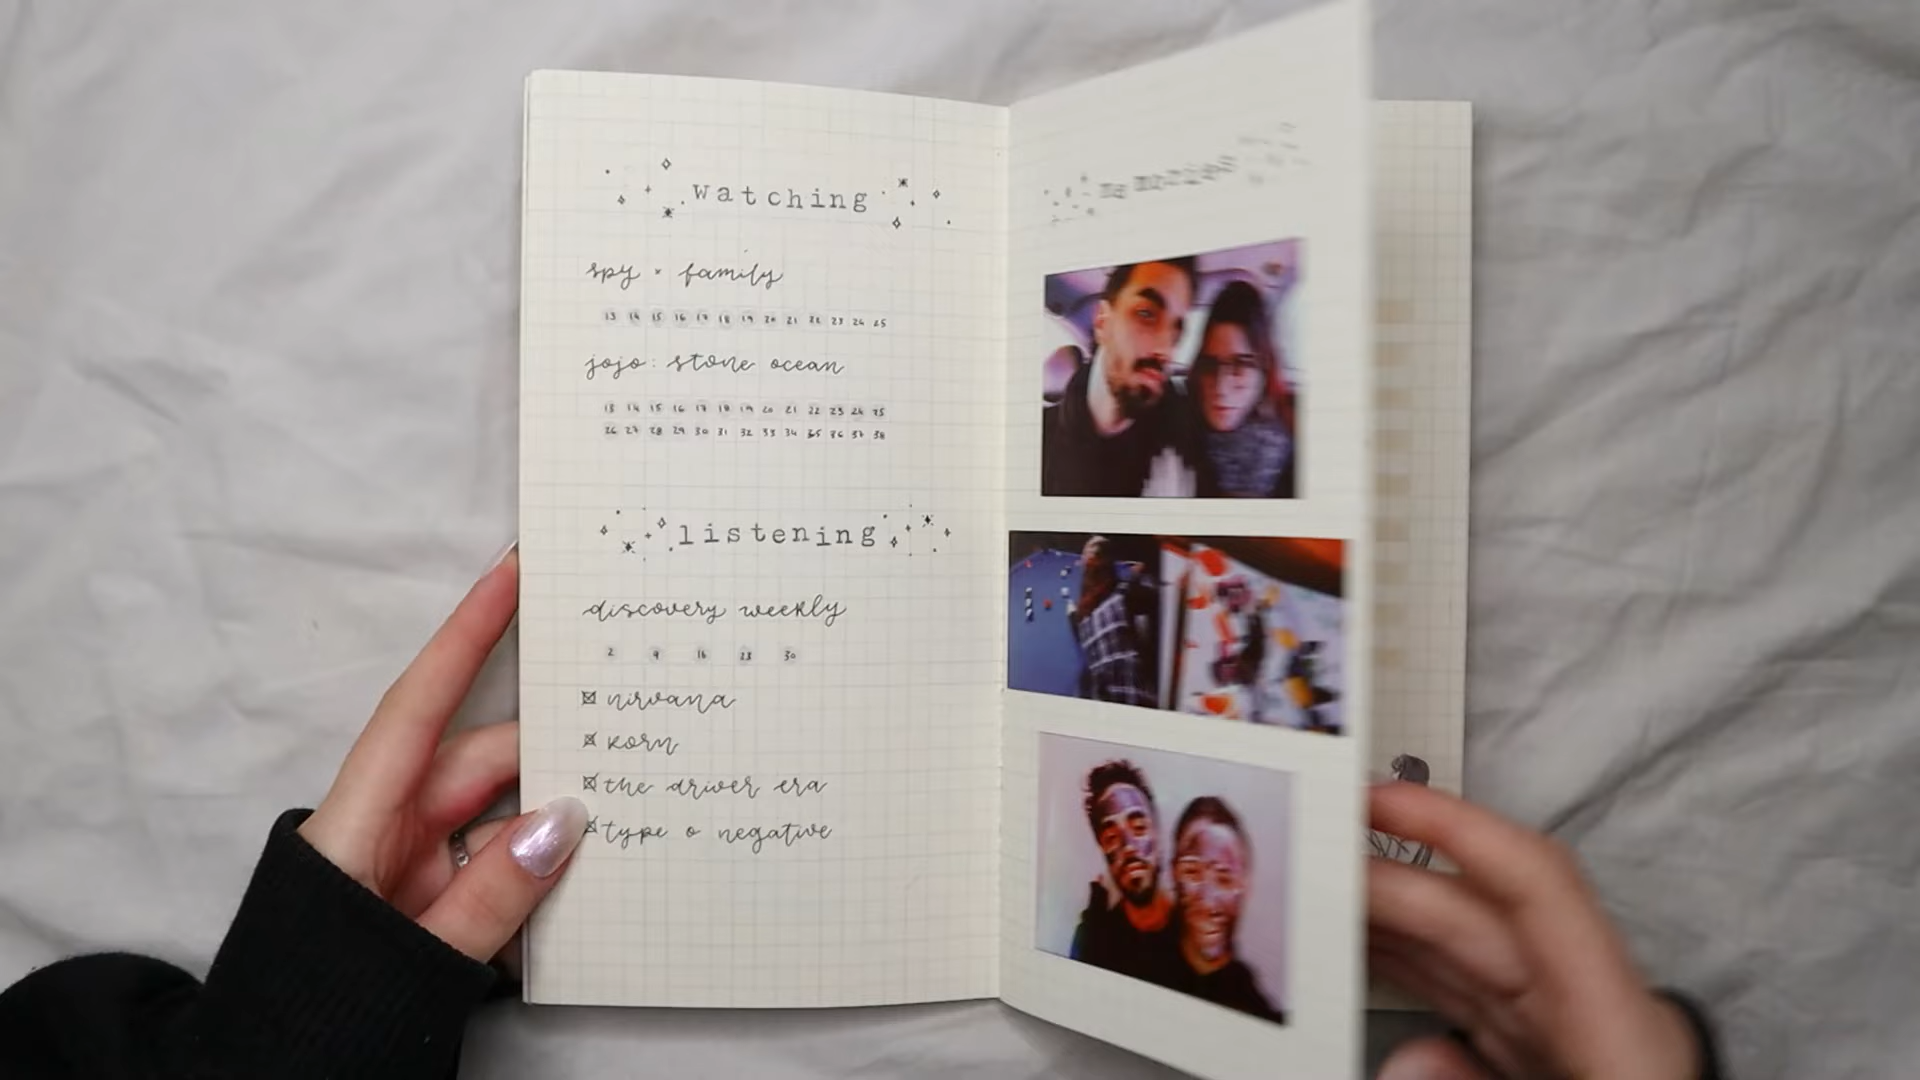 watching
spy × family
13 14 15 16 17 18 19 20 21 22 23 24 25
jojo: stone ocean
13 14 15 16 17 18 19 20 21 22 23 24 25
26 27 28 29 30 31 32 33 34 35 36 37 38
listening
discovery weekly
2 9 16 23 30
nirvana
korn
the driver era
type o negative